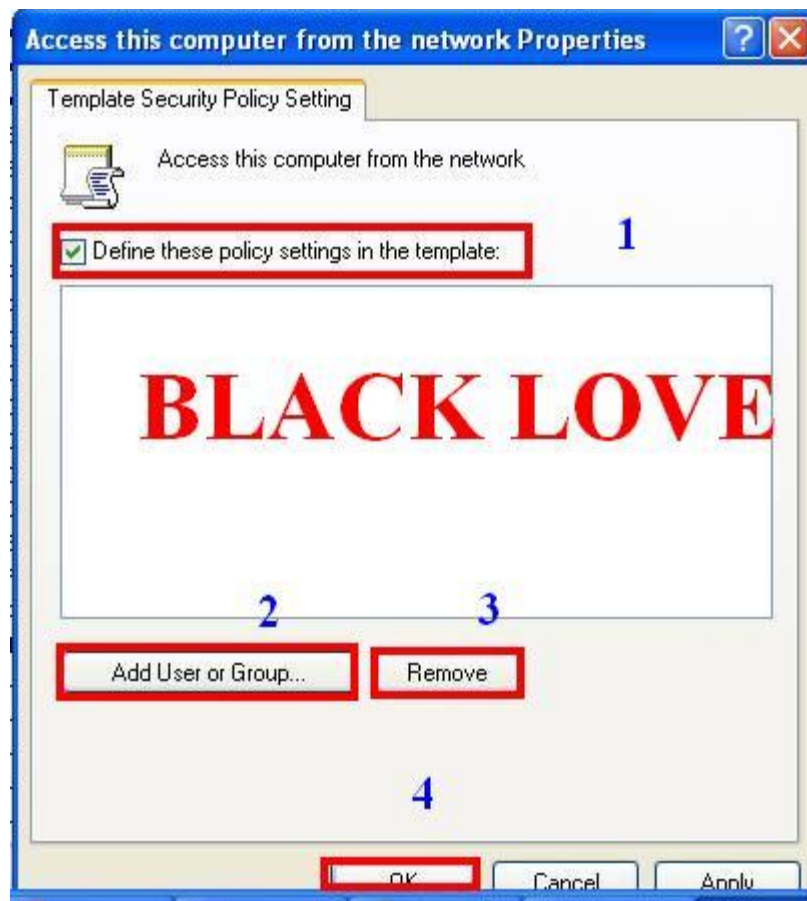 Access this computer from the network Properties
Template Security Policy Setting
Access this computer from the network
1
Define these policy settings in the template:
BLACK LOVE
2 3
Add User or Group... Remove
4
OK Cancel Apply